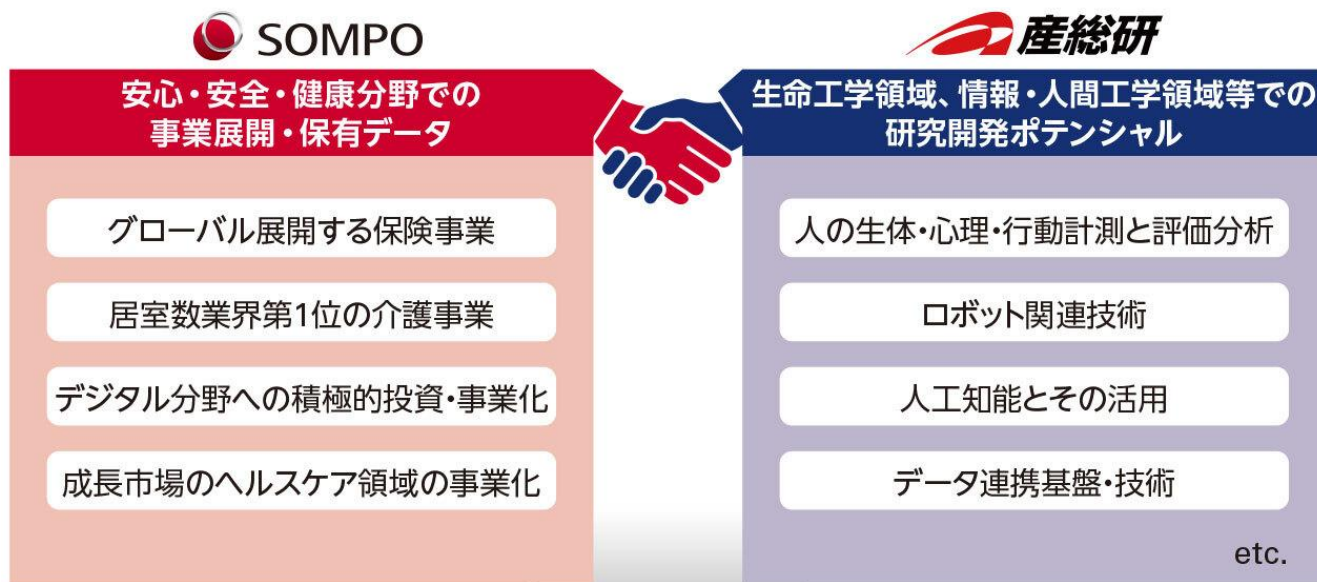 SOMPO
安心・安全・健康分野での
事業展開・保有データ
グローバル展開する保険事業
居室数業界第1位の介護事業
デジタル分野への積極的投資・事業化
成長市場のヘルスケア領域の事業化
産総研
生命工学領域、情報・人間工学領域等での
研究開発ポテンシャル
人の生体・心理・行動計測と評価分析
ロボット関連技術
人工知能とその活用
データ連携基盤・技術
etc.